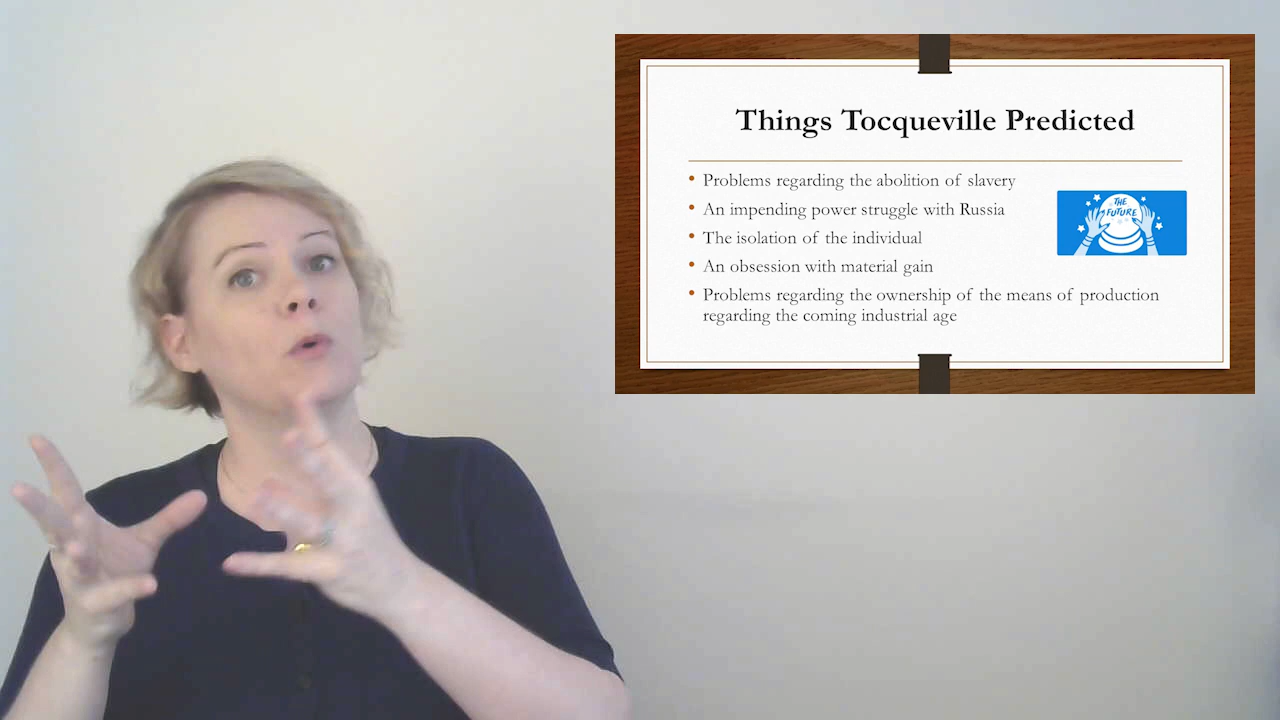 Things Tocqueville Predicted
• Problems regarding the abolition of slavery
• An impending power struggle with Russia
• The isolation of the individual
• An obsession with material gain
• Problems regarding the ownership of the means of production
regarding the coming industrial age
THE
FUTURE